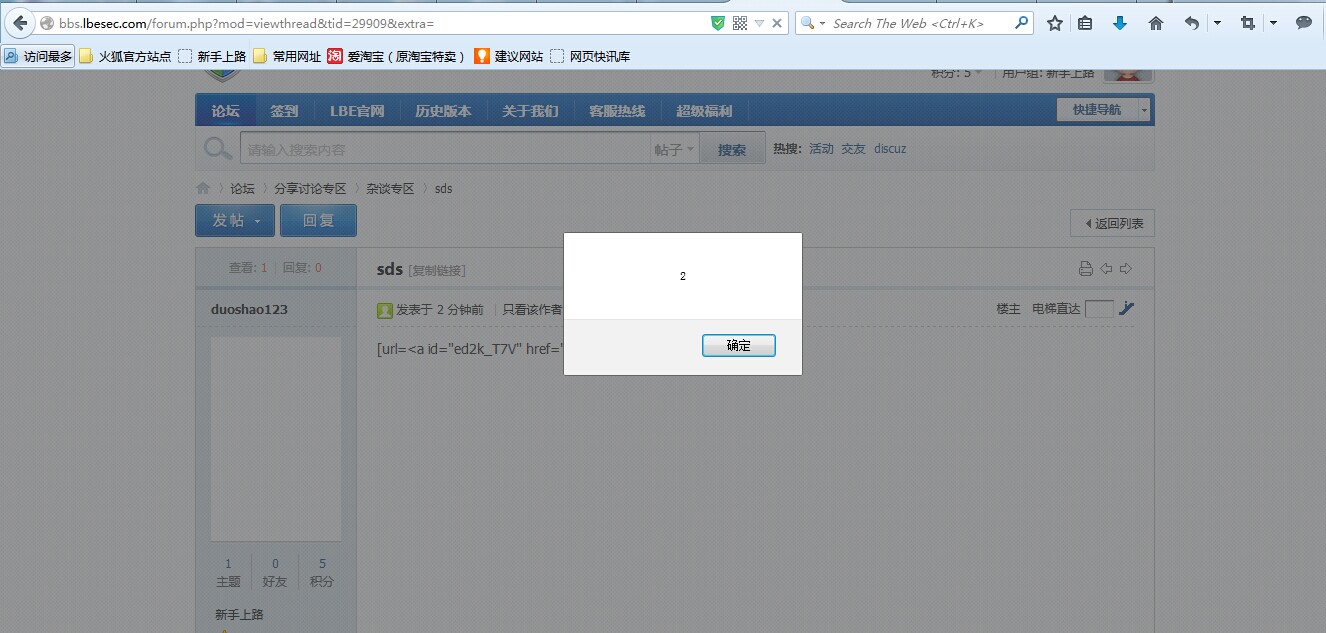 bbs.lbesec.com/forum.php?mod=viewthread&tid=29909&extra=
Search The Web <Ctrl+K>
访问最多 火狐官方站点 新手上路 常用网址 爱淘宝（原淘宝特卖） 建议网站 网页快讯库
积分: 5 用户组: 新手上路
论坛 签到 LBE官网 历史版本 关于我们 客服热线 超级福利 快捷导航
请输入搜索内容 帖子 搜索 热搜: 活动 交友 discuz
论坛 分享讨论专区 杂谈专区 sds
发帖 回复 返回列表
查看: 1 回复: 0
sds [复制链接]
duoshao123
发表于 2 分钟前 只看该作者 楼主 电梯直达
[url=<a id="ed2k_T7V" href="
2
确定
1 0 5
主题 好友 积分
新手上路